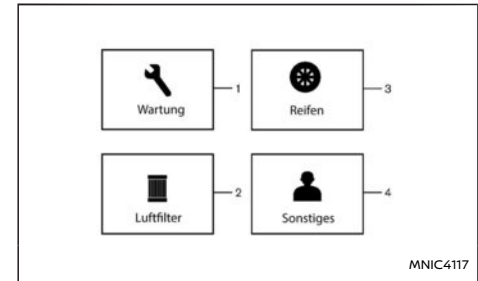 Wartung
1
Reifen
3
Luftfilter
2
Sonstiges
4
MNIC4117